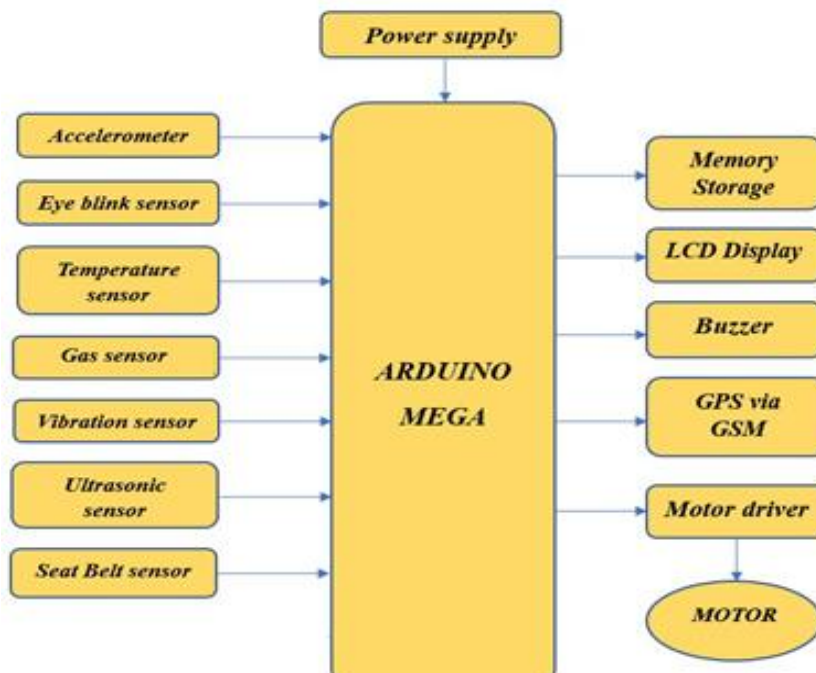 Power supply
Accelerometer
Eye blink sensor
Temperature
sensor
Gas sensor
Vibration sensor
Ultrasonic
sensor
Seat Belt sensor
ARDUINO
MEGA
Memory
Storage
LCD Display
Buzzer
GPS via
GSM
Motor driver
MOTOR